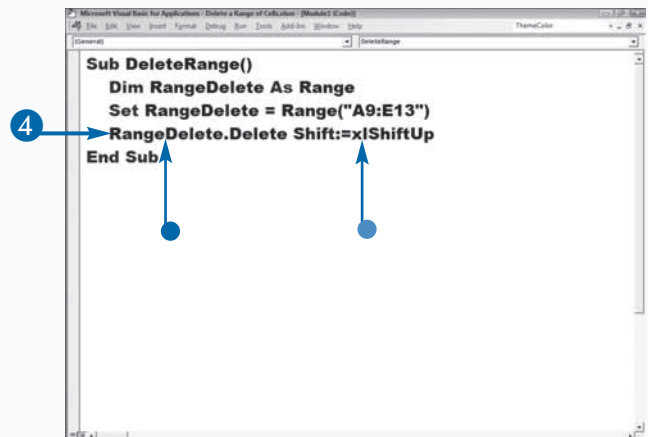 Microsoft Visual Basic for Applications - Delete a Range of Cells.xlsm - [Module1 (Code)]
File Edit View Insert Format Debug Run Tools Add-Ins Window Help ThemeColor
(General) DeleteRange
Sub DeleteRange()
Dim RangeDelete As Range
Set RangeDelete = Range("A9:E13")
4 RangeDelete.Delete Shift:=xlShiftUp
End Sub